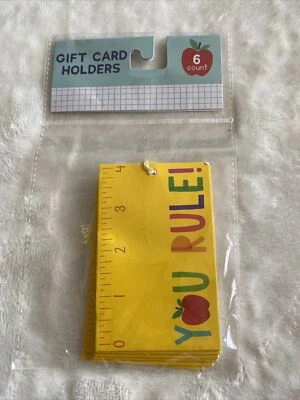 GIFT CARD
HOLDERS
6
count
YOU RULE!
0 1 2 3 4